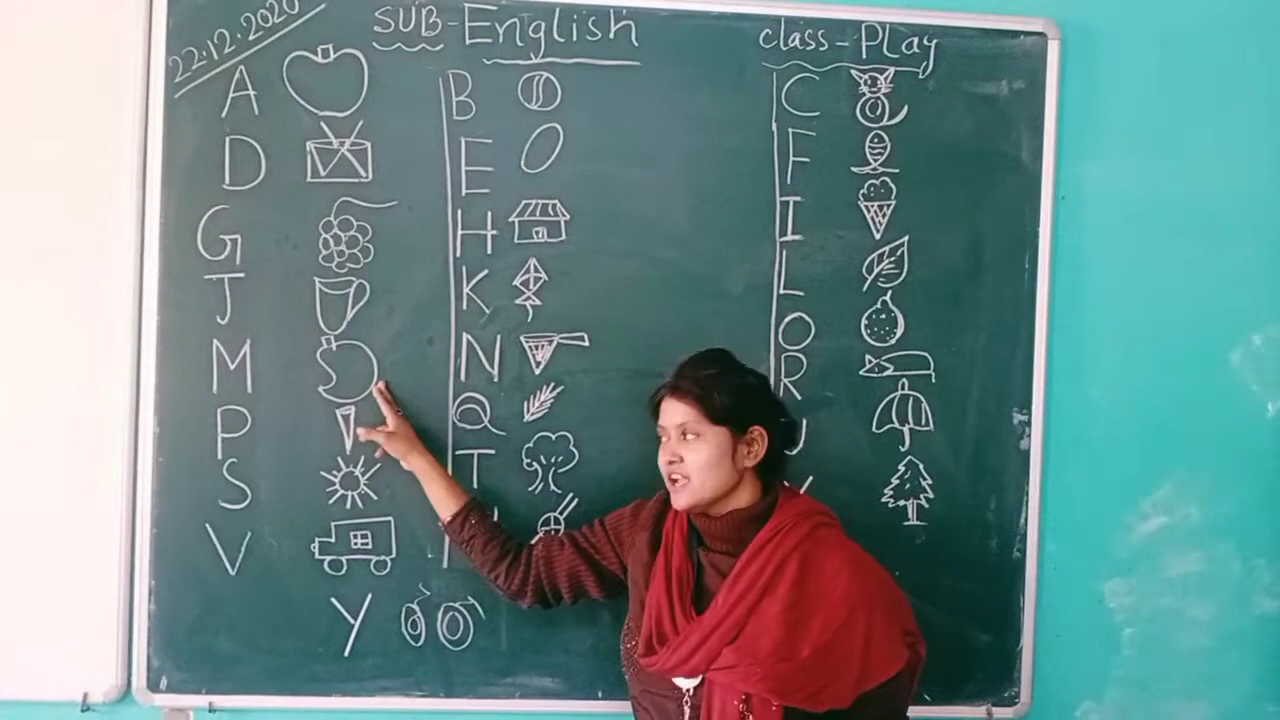 22.12.2020
SUB-English
class-PLay
A B C
D E F
G H I
J K L
M N O
P Q R
S T U
V
Y